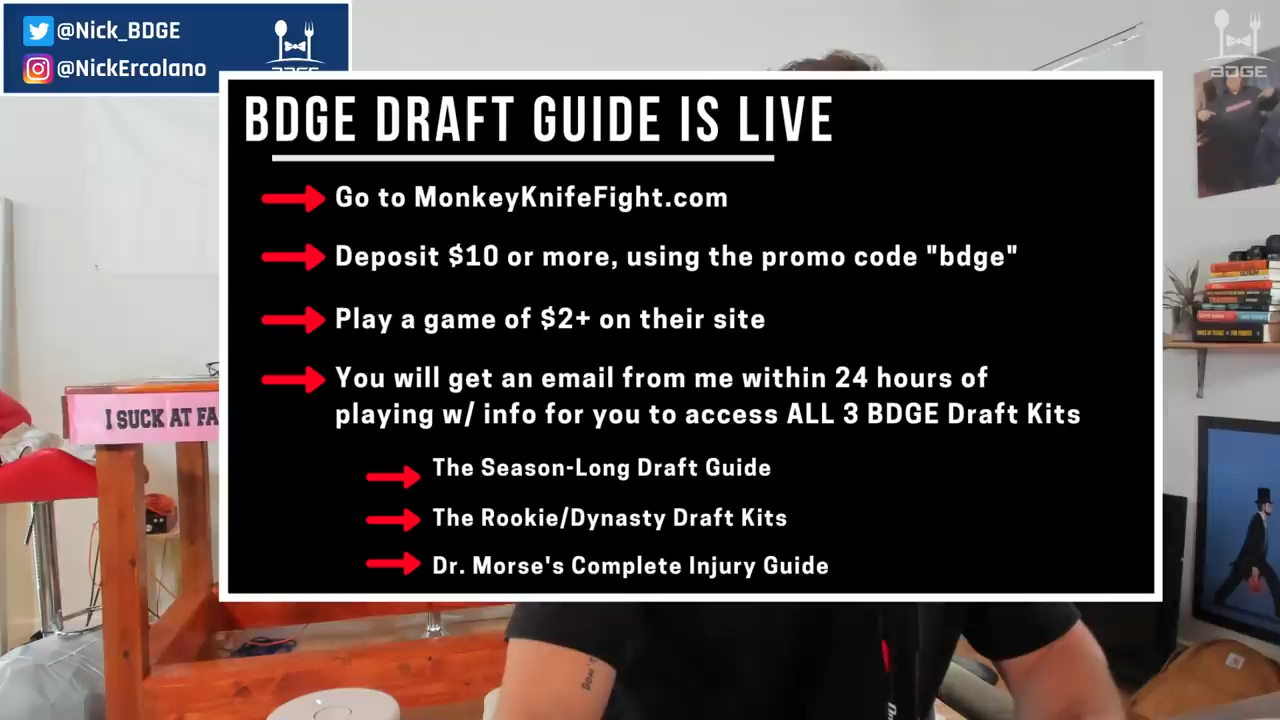 @Nick_BDGE
@NickErcolano
BDGE
BDGE DRAFT GUIDE IS LIVE
Go to MonkeyKnifeFight.com
Deposit $10 or more, using the promo code "bdge"
Play a game of $2+ on their site
You will get an email from me within 24 hours of
playing w/ info for you to access ALL 3 BDGE Draft Kits
The Season-Long Draft Guide
The Rookie/Dynasty Draft Kits
Dr. Morse's Complete Injury Guide
I SUCK AT FA